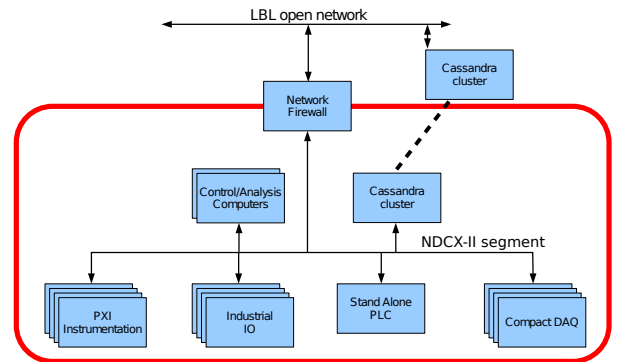 LBL open network
Cassandra
cluster
Network
Firewall
Control/Analysis
Computers
Cassandra
cluster
NDCX-II segment
PXI
Instrumentation
Industrial
IO
Stand Alone
PLC
Compact DAQ